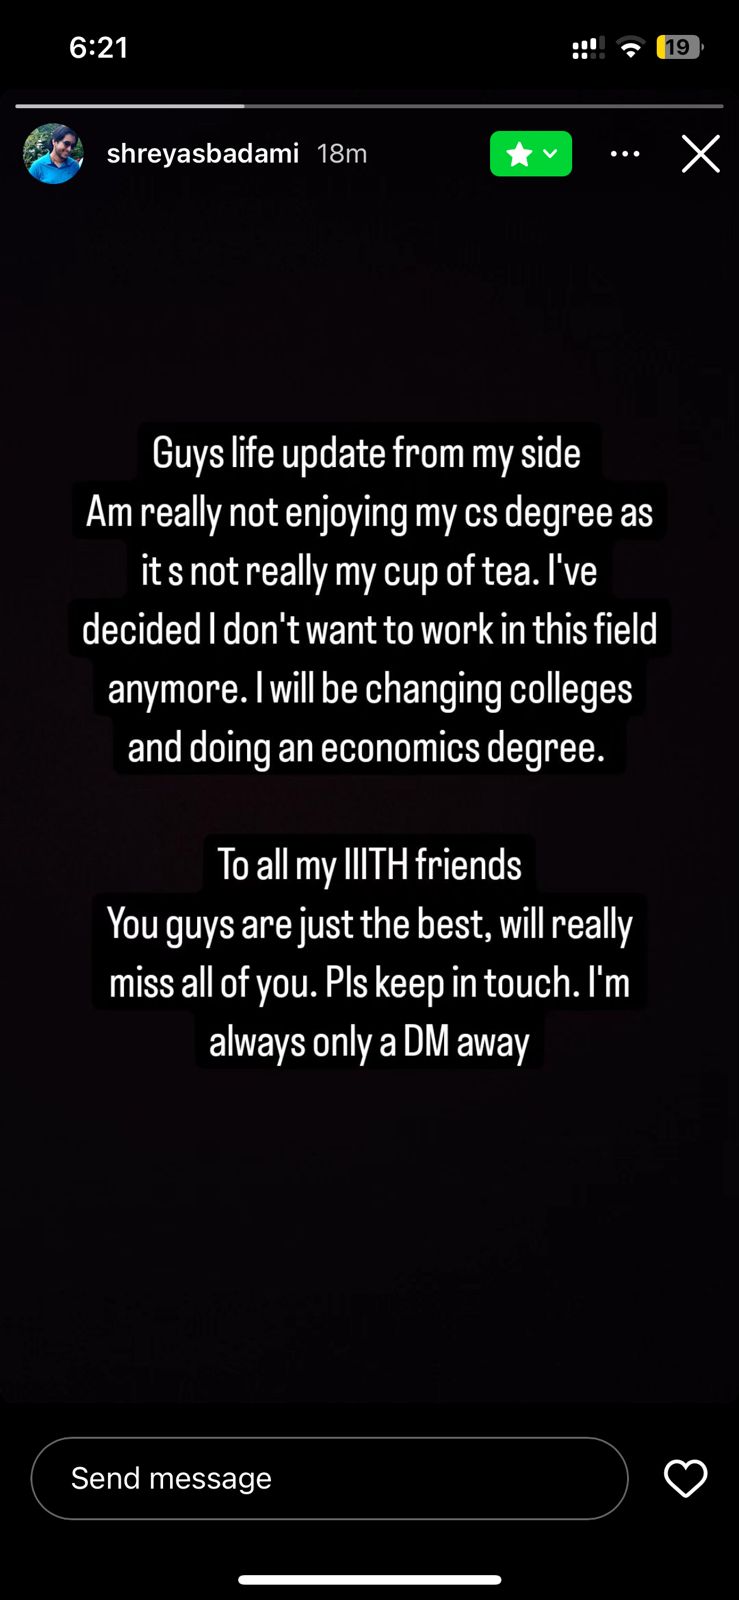 6:21
19
shreyasbadami 18m
Guys life update from my side
Am really not enjoying my cs degree as
it s not really my cup of tea. I've
decided I don't want to work in this field
anymore. I will be changing colleges
and doing an economics degree.
To all my IIITH friends
You guys are just the best, will really
miss all of you. Pls keep in touch. I'm
always only a DM away
Send message